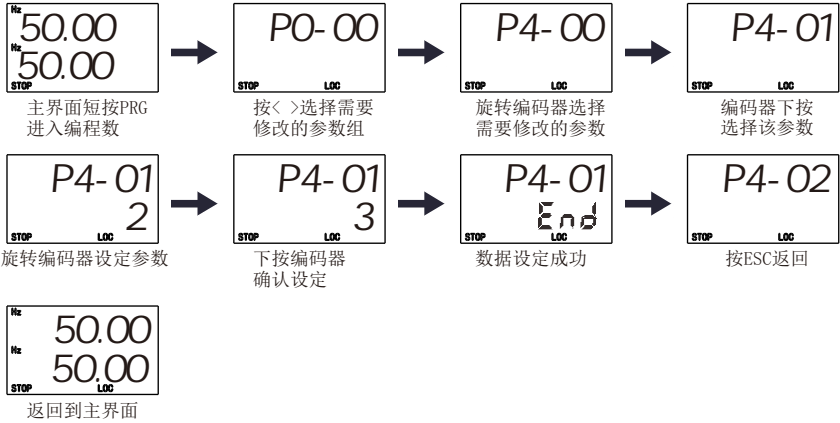 Hz
50.00
Hz
50.00
STOP
主界面短按PRG
进入编程数
P0-00
STOP LOC
按< >选择需要
修改的参数组
P4-00
STOP LOC
旋转编码器选择
需要修改的参数
P4-01
STOP LOC
编码器下按
选择该参数
P4-01
2
STOP LOC
旋转编码器设定参数
P4-01
3
STOP LOC
下按编码器
确认设定
P4-01
End
STOP LOC
数据设定成功
P4-02
STOP LOC
按ESC返回
Hz
50.00
Hz
50.00
STOP LOC
返回到主界面